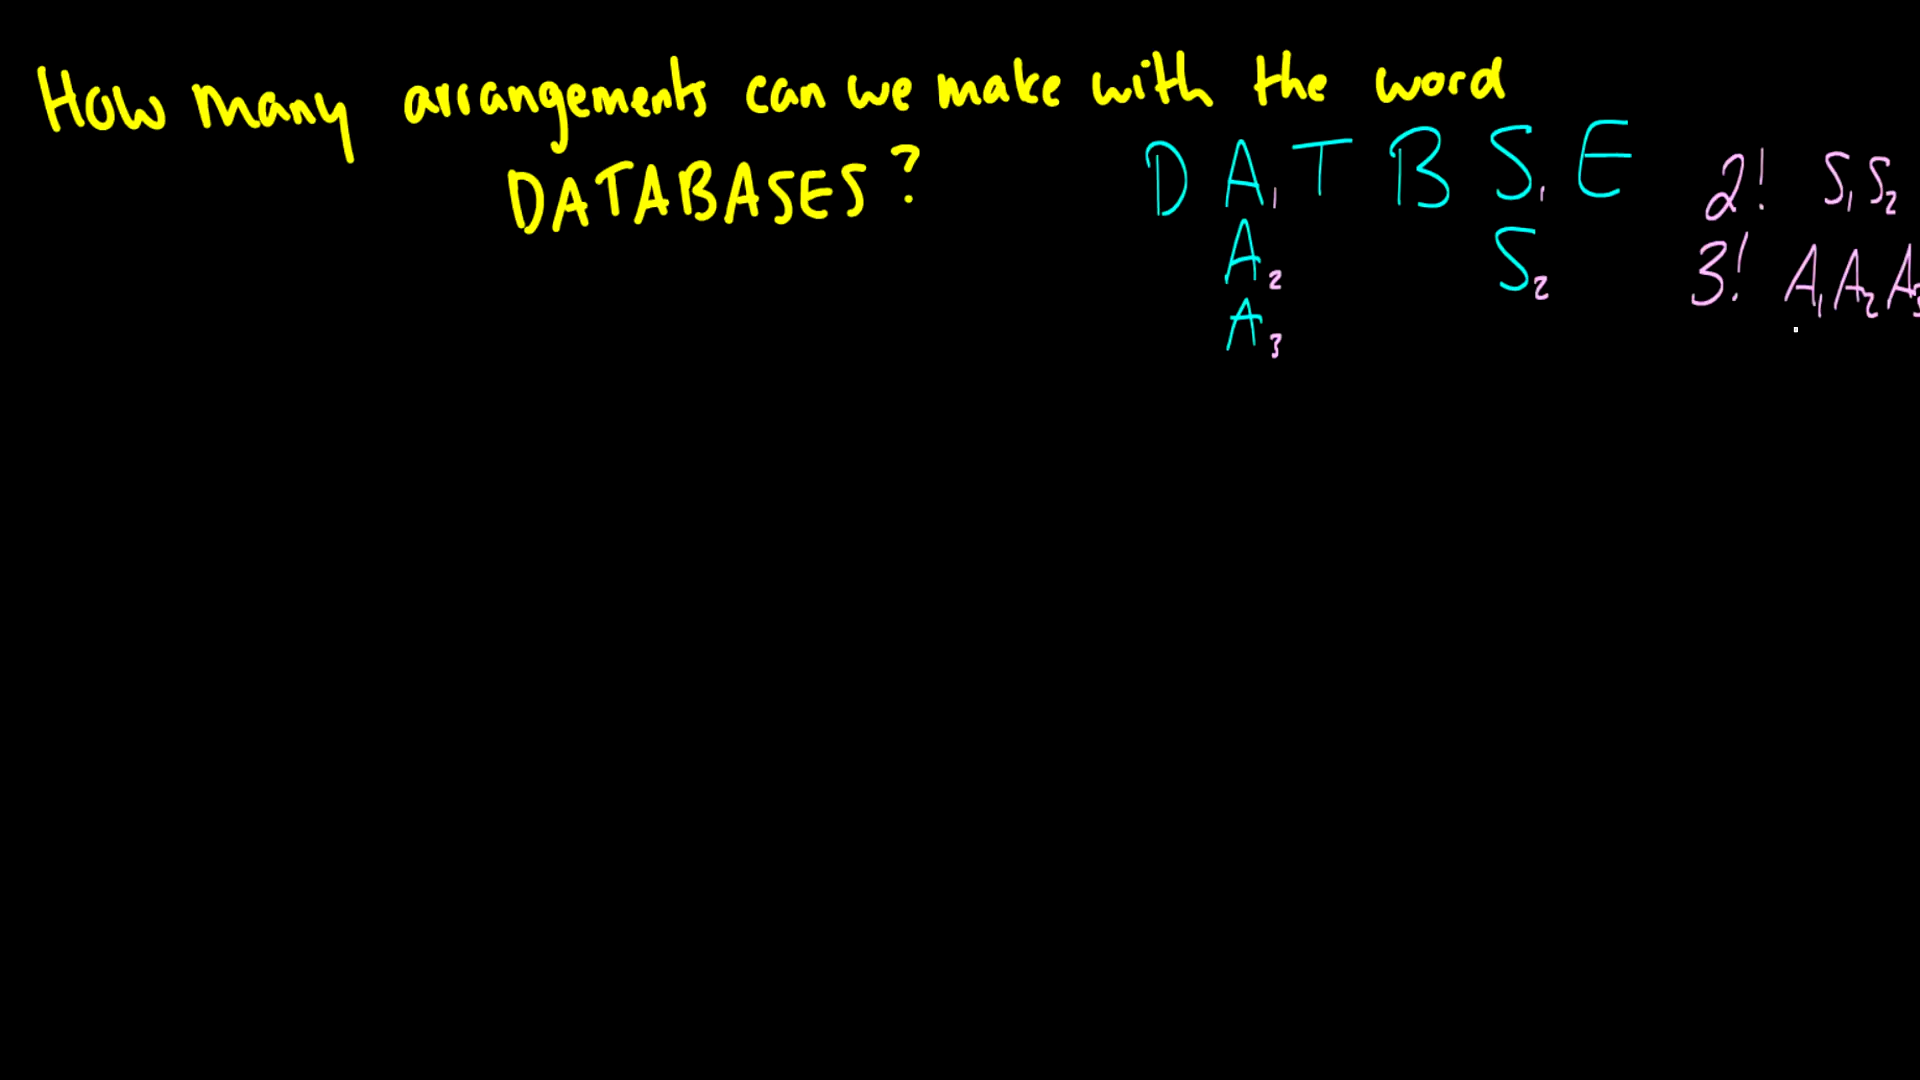 How many arrangements can we make with the word
DATABASES?
D A1 T B S1 E
A2 S2
A3
2! S1 S2
3! A1 A2 A3